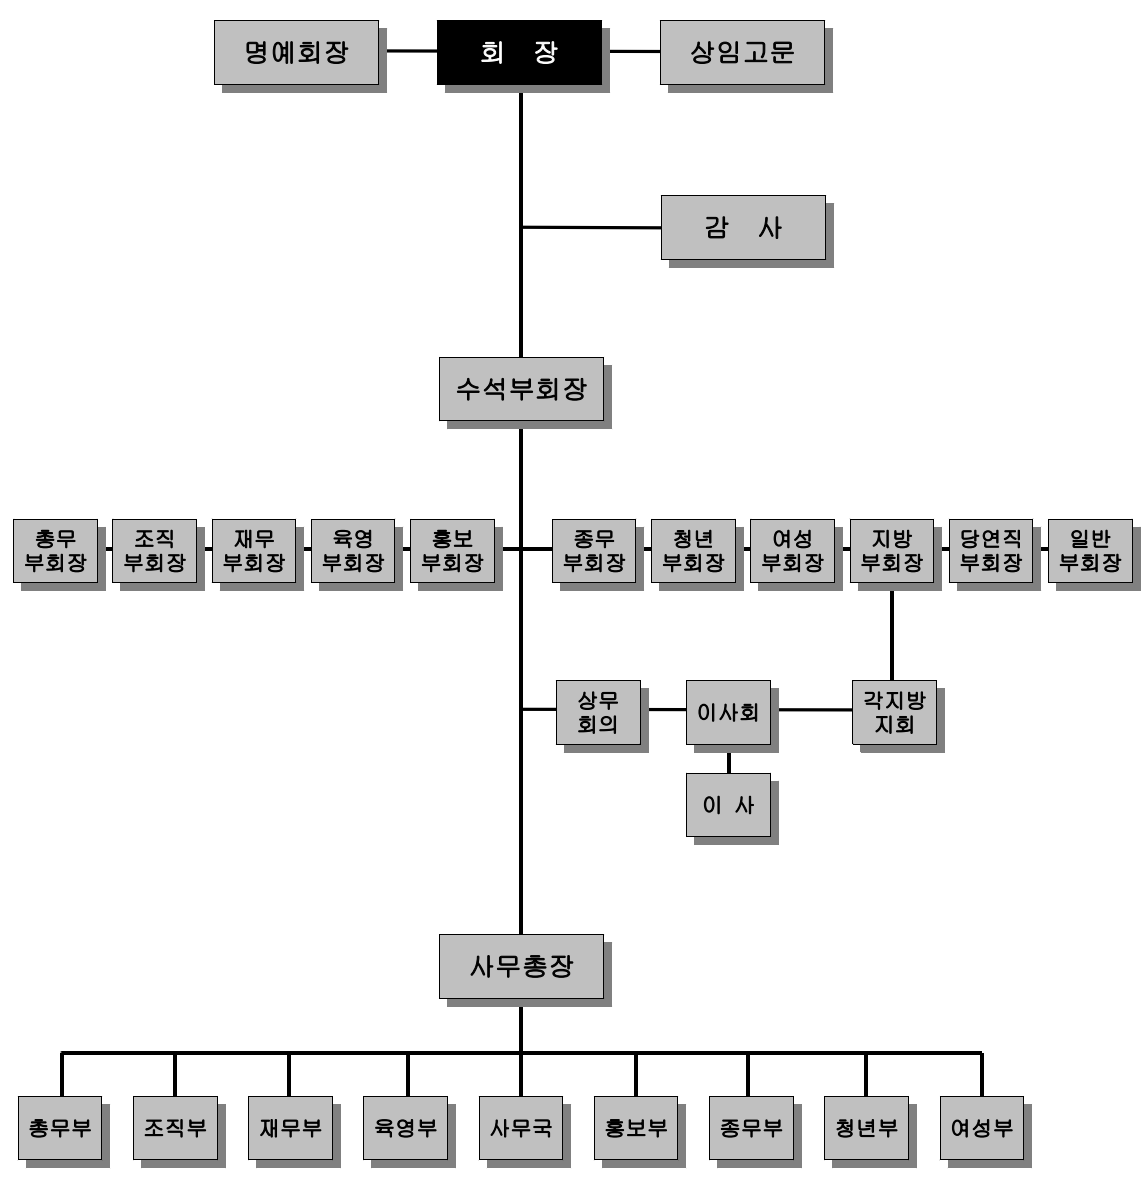 명예회장
회 장
상임고문
감 사
수석부회장
총무
부회장
조직
부회장
재무
부회장
육영
부회장
홍보
부회장
종무
부회장
청년
부회장
여성
부회장
지방
부회장
당연직
부회장
일반
부회장
상무
회의
이사회
각지방
지회
이 사
사무총장
총무부
조직부
재무부
육영부
사무국
홍보부
종무부
청년부
여성부